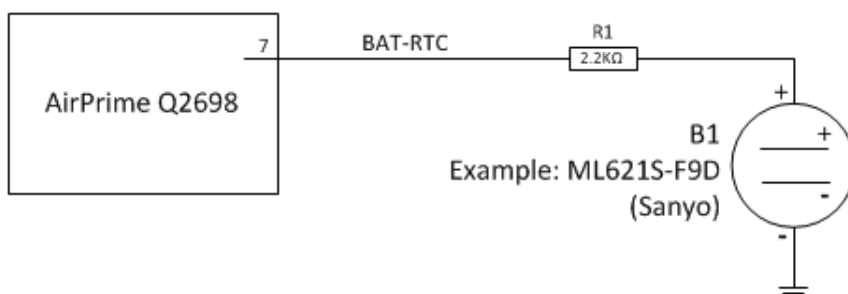 7
BAT-RTC
R1
2.2KΩ
AirPrime Q2698
+
B1
+
Example: ML621S-F9D
-
(Sanyo)
-